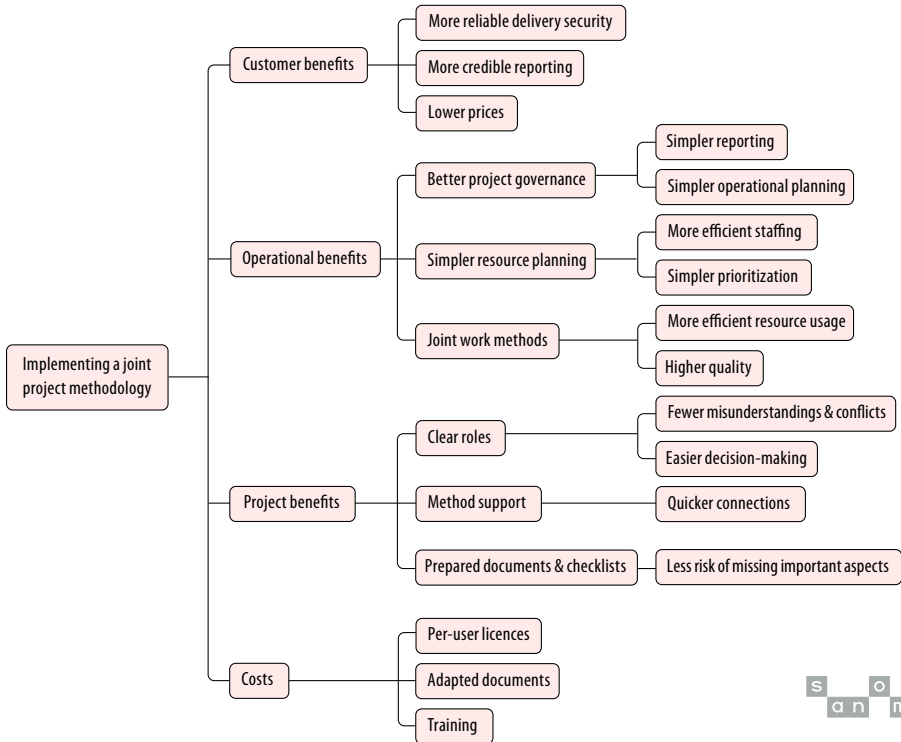 More reliable delivery security
Customer benefits
More credible reporting
Lower prices
Simpler reporting
Better project governance
Simpler operational planning
More efficient staffing
Operational benefits
Simpler resource planning
Simpler prioritization
More efficient resource usage
Joint work methods
Higher quality
Implementing a joint
project methodology
Fewer misunderstandings & conflicts
Clear roles
Easier decision-making
Project benefits
Method support
Quicker connections
Prepared documents & checklists
Less risk of missing important aspects
Per-user licences
Costs
Adapted documents
Training
s o
an m